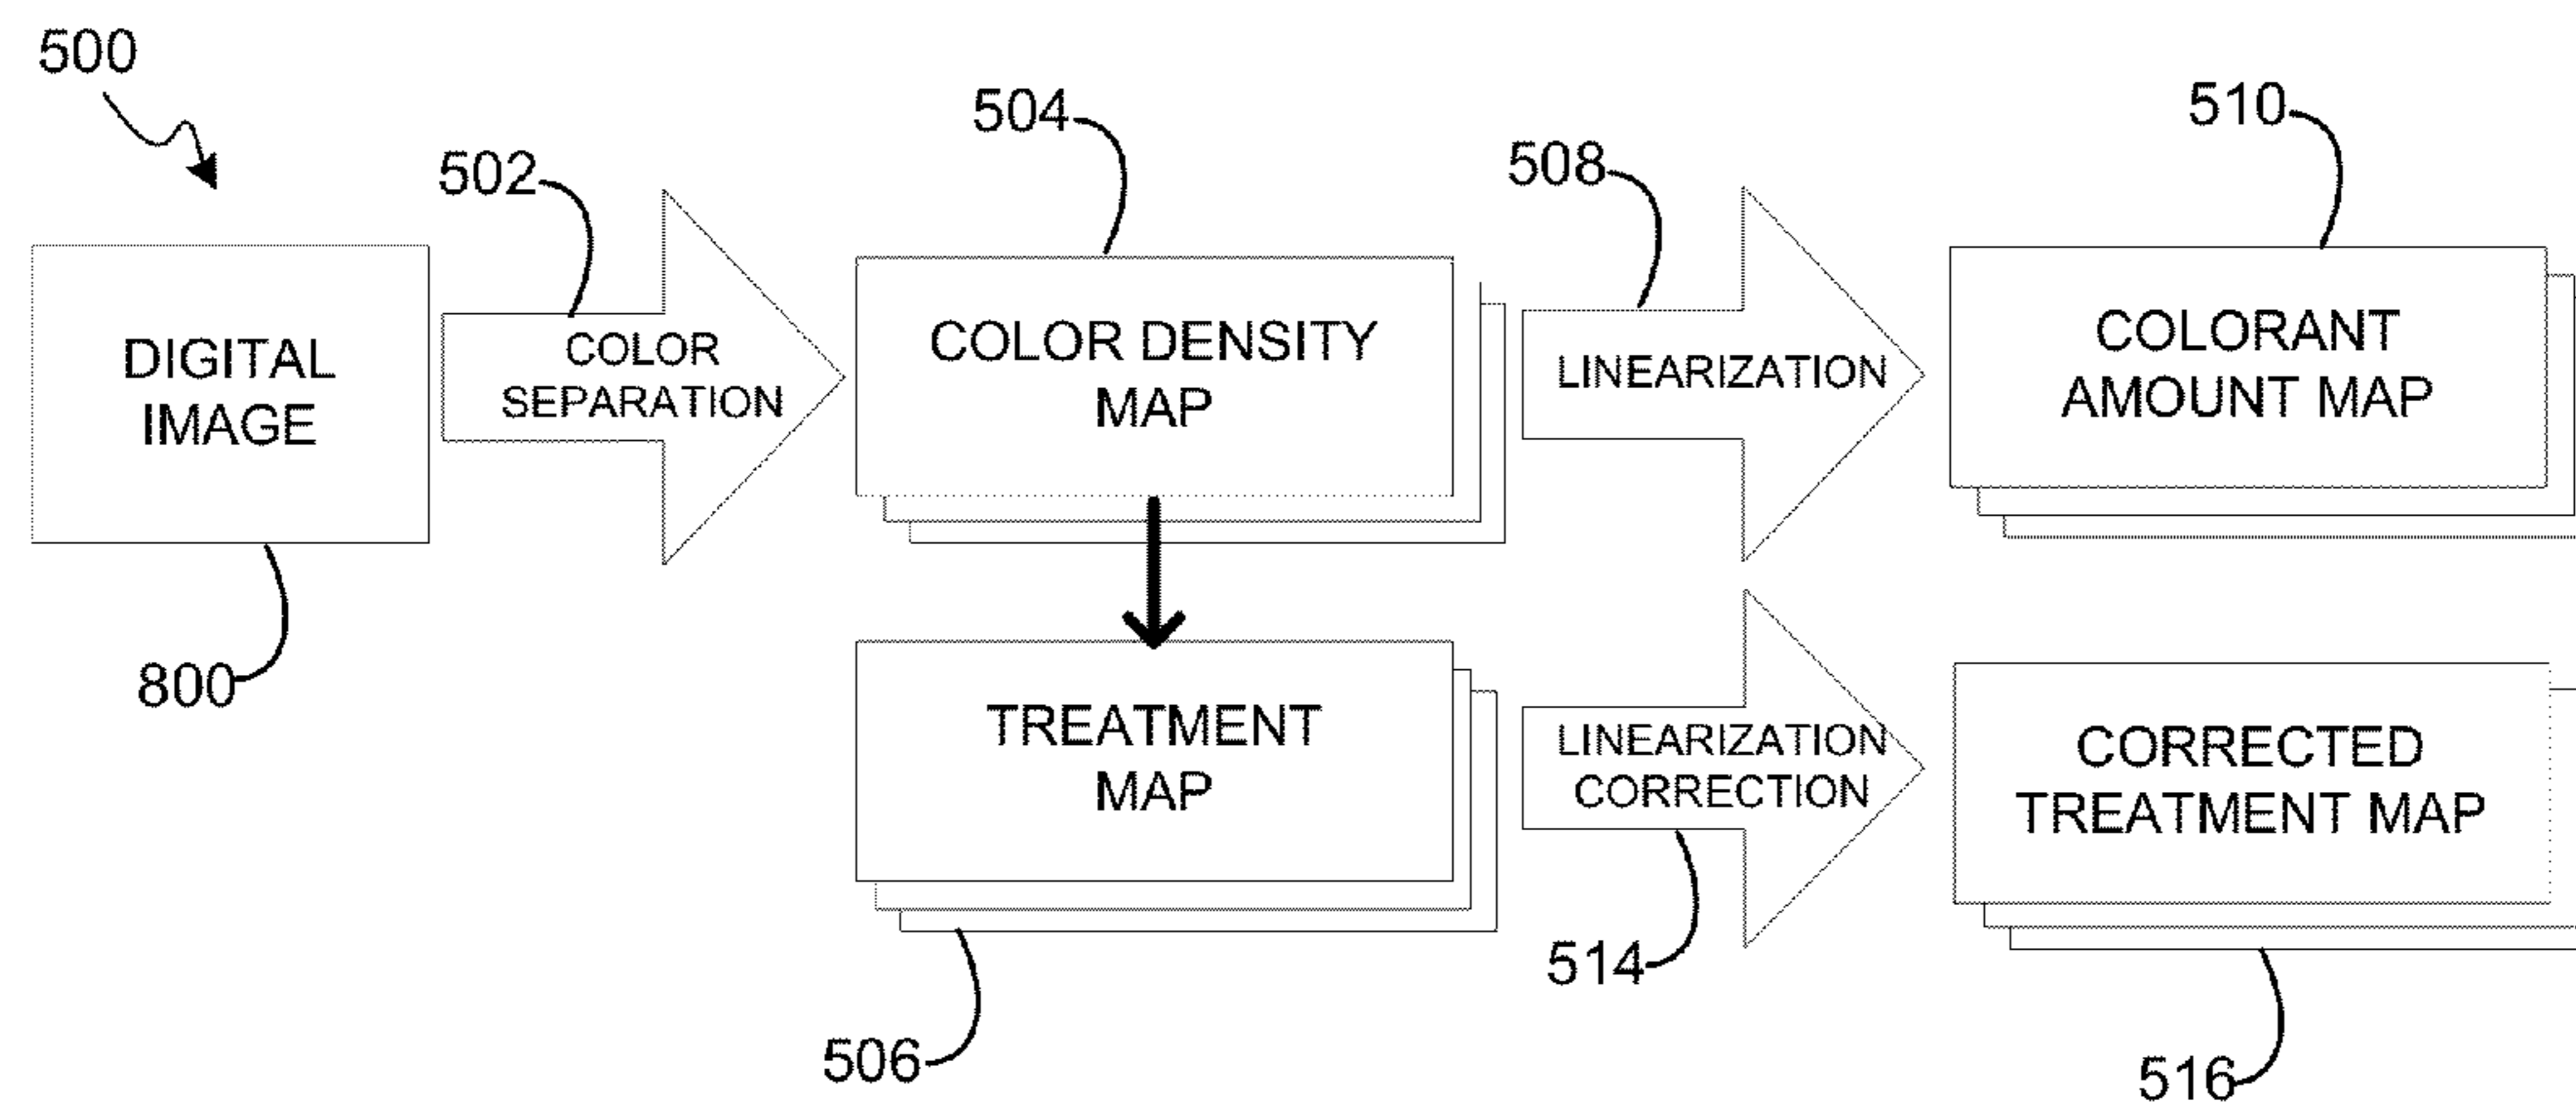 500
504
510
508
502
DIGITAL
IMAGE
COLOR
SEPARATION
COLOR DENSITY
MAP
LINEARIZATION
COLORANT
AMOUNT MAP
800
TREATMENT
MAP
LINEARIZATION
CORRECTION
CORRECTED
TREATMENT MAP
514
506
516